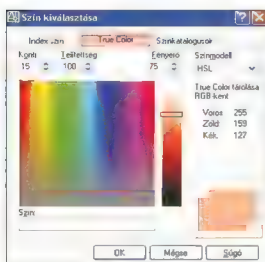 Szín kiválasztása
Index szín True Color Színkatalógusok
Kontr Telítettség Fényerő Színmodell
15 100 75 HSL
True Color tárolása
RGB-ként
Vörös 255
Zöld 159
Kék 127
Szín:
OK Mégse Súgó